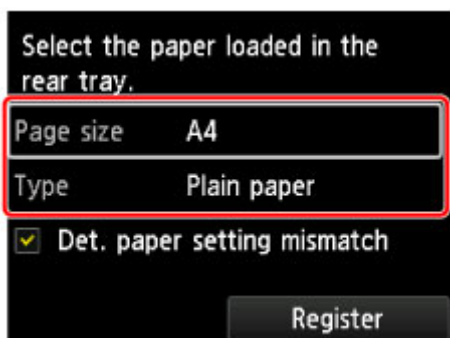 Select the paper loaded in the
rear tray.
Page size A4
Type Plain paper
Det. paper setting mismatch
Register